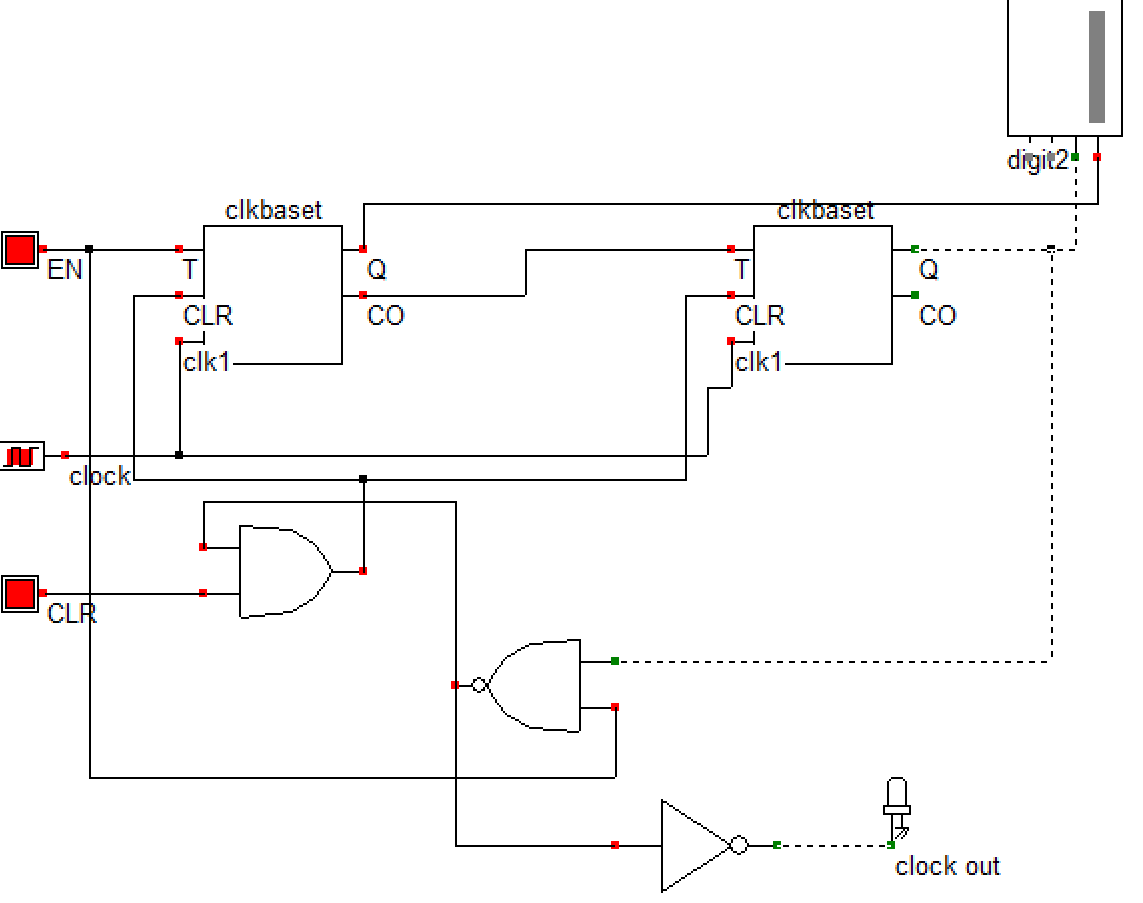 digit2
clkbaset
clkbaset
EN
T
Q
T
Q
CLR
CO
CLR
CO
clk1
clk1
clock
CLR
clock out